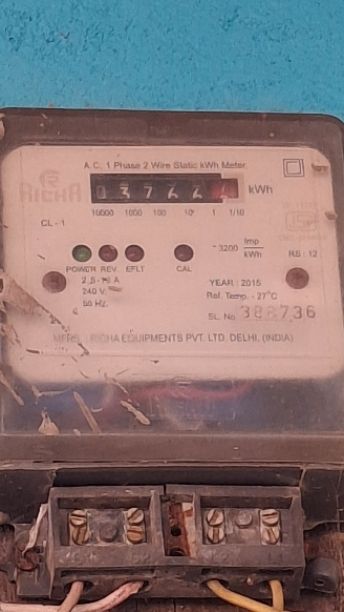 A.C. 1 Phase 2 Wire Static kWh Meter
RICHA
kWh
10000 1000 100 10 1 1/10
CL - 1
3200 Imp/kWh
RS : 12
POWER REV. EFLT CAL
240 V.
50 Hz.
YEAR : 2015
Ref. Temp. - 27°C
SL. No. 388736
RICHA EQUIPMENTS PVT. LTD. DELHI, (INDIA)